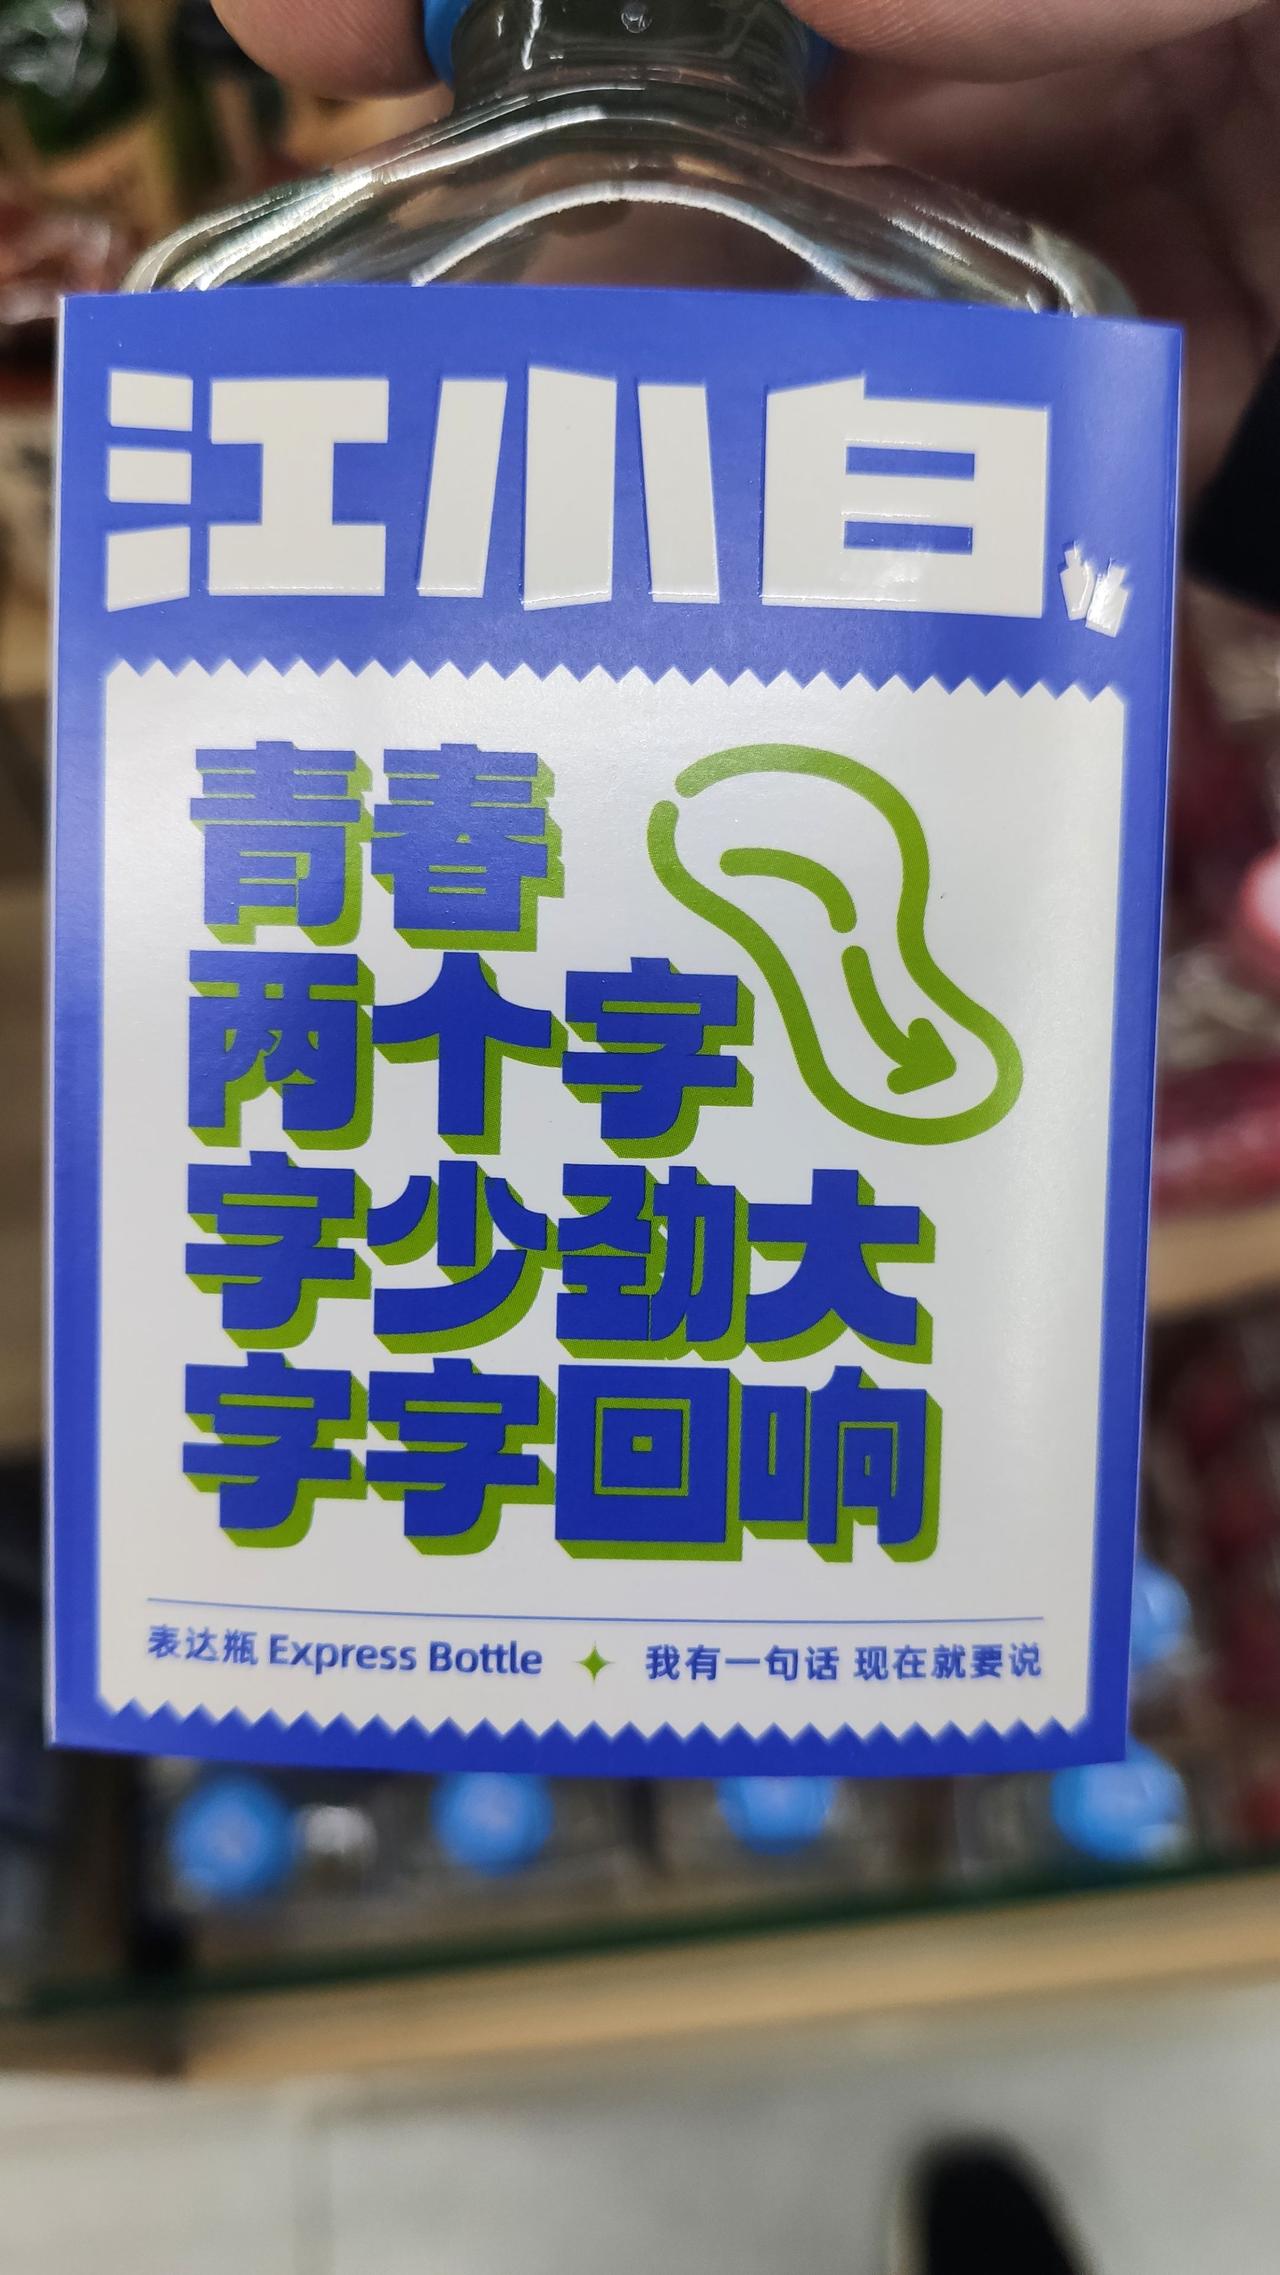 江小白
青春
两个字
字少劲大
字字回响
表达瓶 Express Bottle 我有一句话 现在就要说